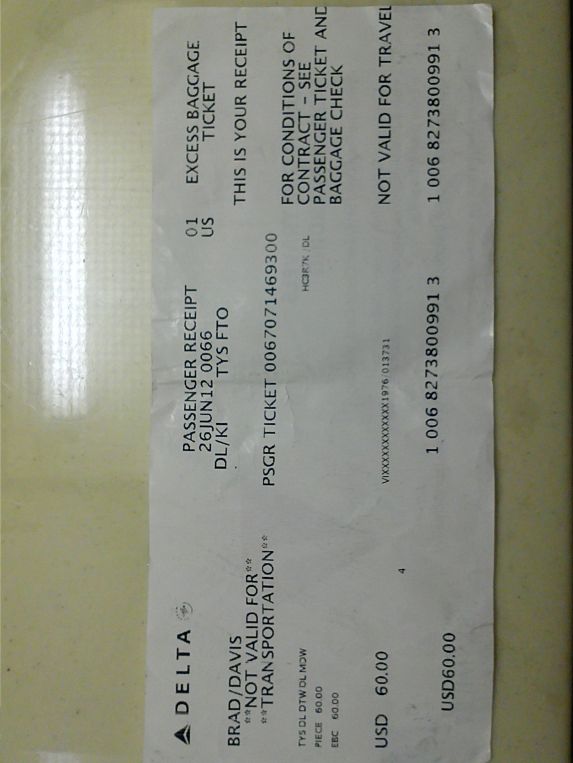 DELTA
PASSENGER RECEIPT 01 EXCESS BAGGAGE
26JUN12 0066 US TICKET
DL/KI TYS FTO
BRAD/DAVIS THIS IS YOUR RECEIPT
**NOT VALID FOR**
**TRANSPORTATION** PSGR TICKET 0067071469300
FOR CONDITIONS OF
TYS DL DTW DL MDW HC3R7K /DL CONTRACT - SEE
PIECE 60.00 PASSENGER TICKET AND
EBC 60.00 BAGGAGE CHECK
USD 60.00 VIXXXXXXXXXXXX1976/013731 NOT VALID FOR TRAVEL
4
USD60.00 1 006 8273800991 3 1 006 8273800991 3